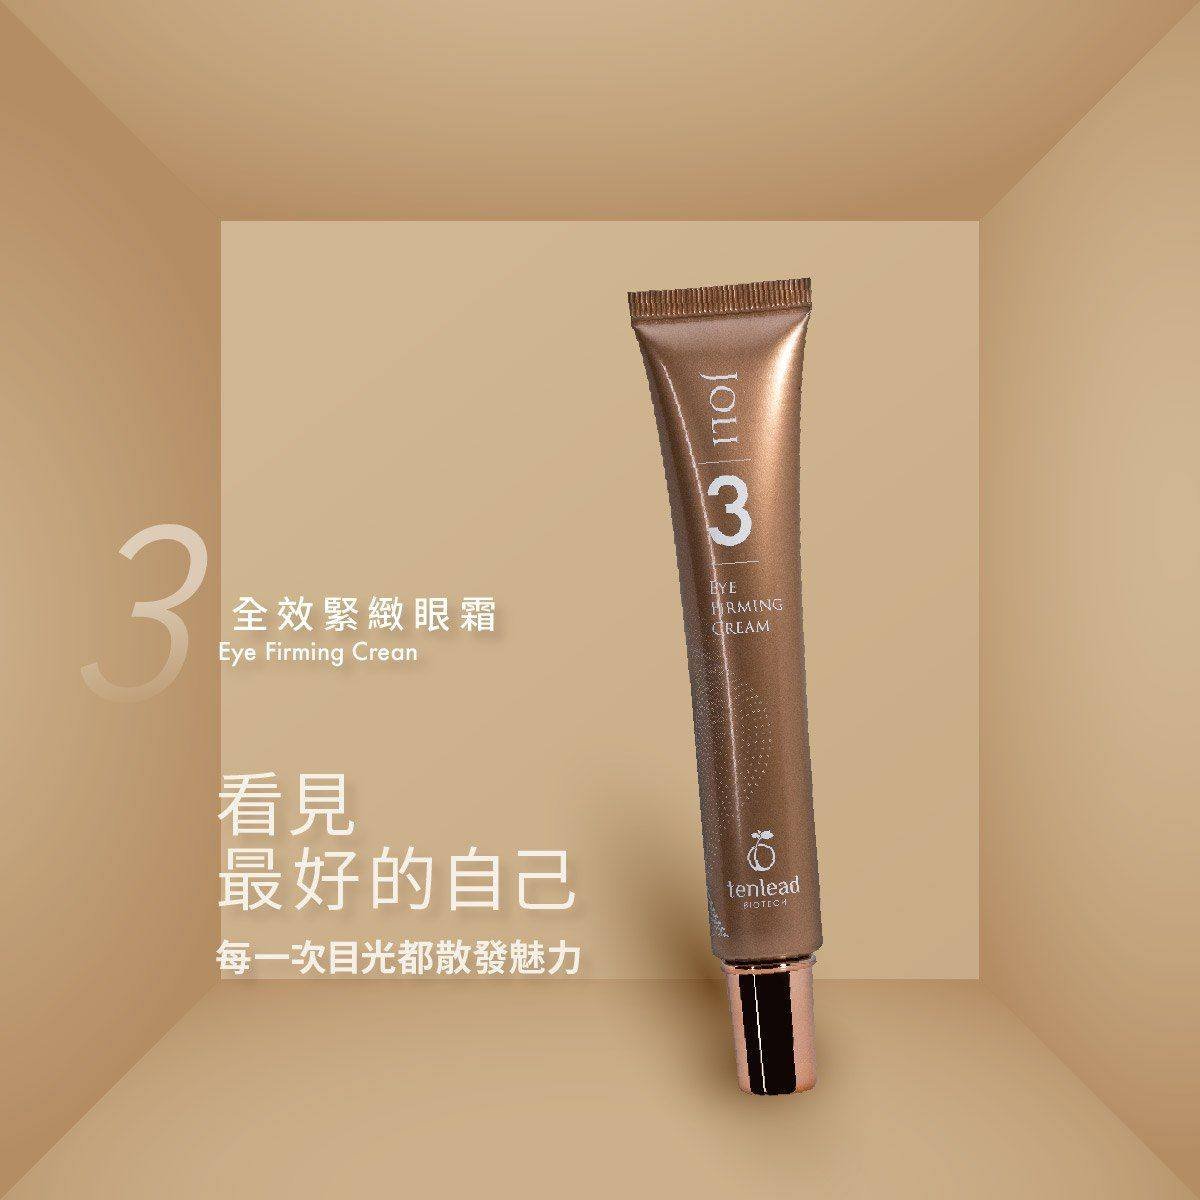 3
全效緊緻眼霜
Eye Firming Crean
看見
最好的自己
每一次目光都散發魅力
JOLI
3
EYE
FIRMING
CREAM
tenlead
BIOTECH